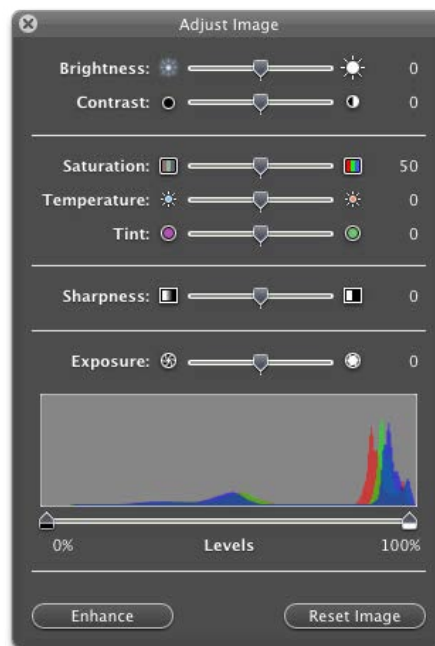 Adjust Image
Brightness: 0
Contrast: 0
Saturation: 50
Temperature: 0
Tint: 0
Sharpness: 0
Exposure: 0
0% Levels 100%
Enhance Reset Image